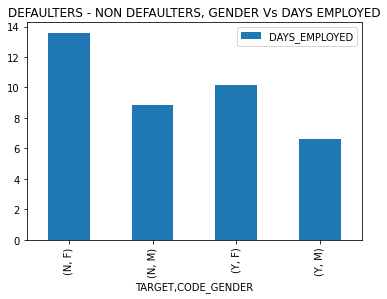 DEFAULTERS - NON DEFAULTERS, GENDER Vs DAYS EMPLOYED
DAYS_EMPLOYED
14
12
10
8
6
4
2
0
(N, F)
(N, M)
(Y, F)
(Y, M)
TARGET,CODE_GENDER